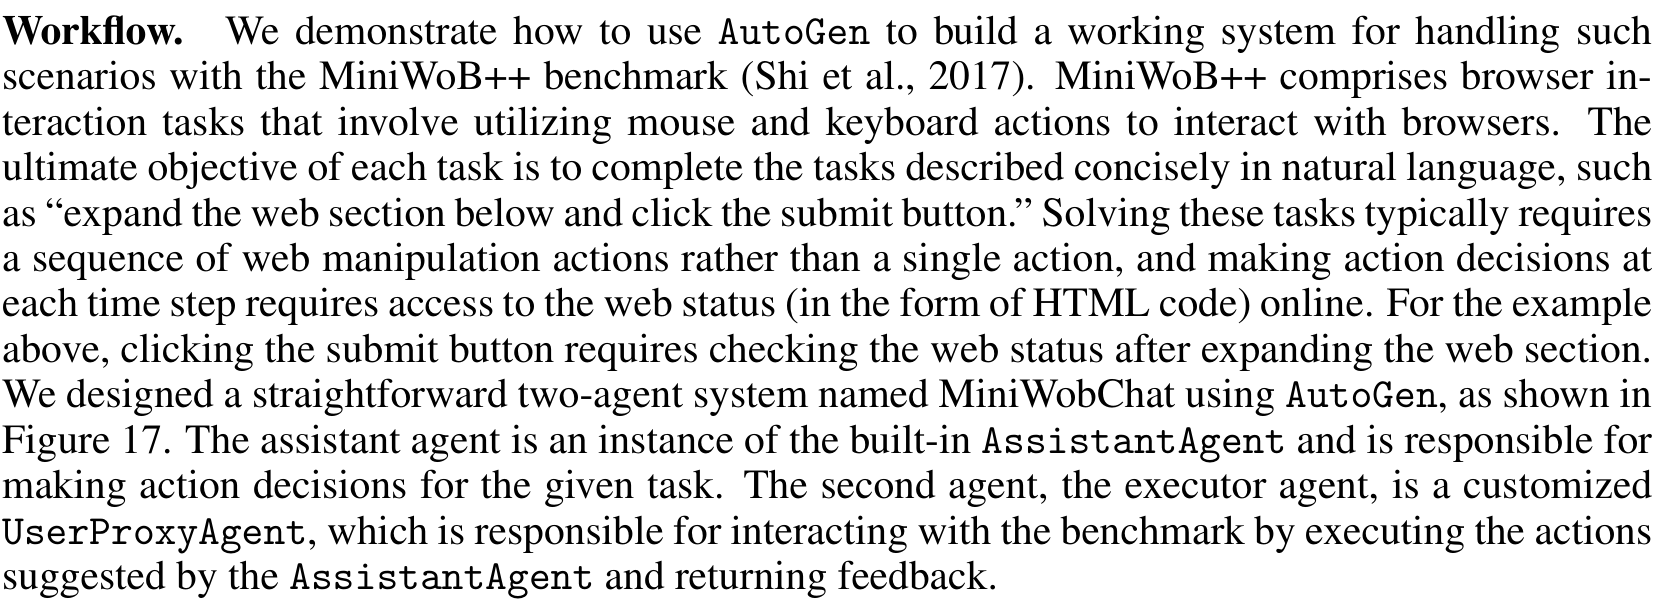 Workflow. We demonstrate how to use AutoGen to build a working system for handling such
scenarios with the MiniWoB++ benchmark (Shi et al., 2017). MiniWoB++ comprises browser in-
teraction tasks that involve utilizing mouse and keyboard actions to interact with browsers. The
ultimate objective of each task is to complete the tasks described concisely in natural language, such
as “expand the web section below and click the submit button.” Solving these tasks typically requires
a sequence of web manipulation actions rather than a single action, and making action decisions at
each time step requires access to the web status (in the form of HTML code) online. For the example
above, clicking the submit button requires checking the web status after expanding the web section.
We designed a straightforward two-agent system named MiniWobChat using AutoGen, as shown in
Figure 17. The assistant agent is an instance of the built-in AssistantAgent and is responsible for
making action decisions for the given task. The second agent, the executor agent, is a customized
UserProxyAgent, which is responsible for interacting with the benchmark by executing the actions
suggested by the AssistantAgent and returning feedback.